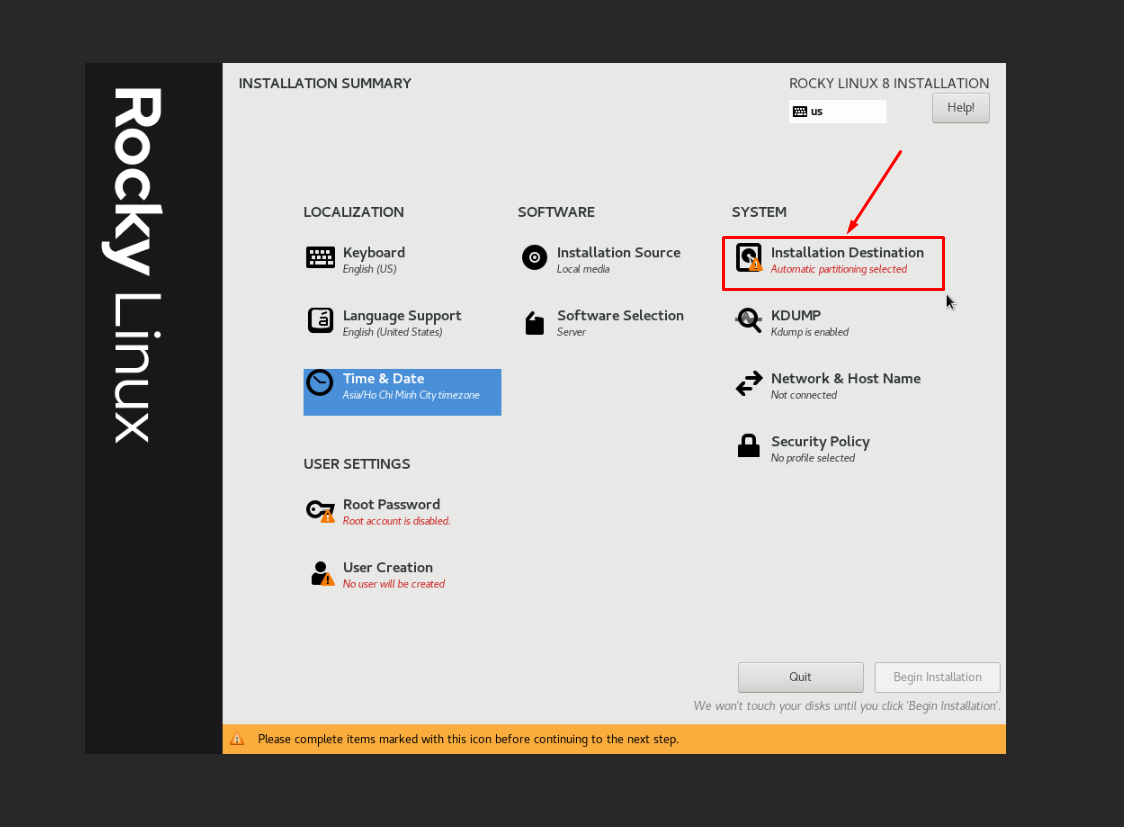 Rocky Linux
INSTALLATION SUMMARY
ROCKY LINUX 8 INSTALLATION
us
Help!
LOCALIZATION
Keyboard
English (US)
Language Support
English (United States)
Time & Date
Asia/Ho Chi Minh City timezone
SOFTWARE
Installation Source
Local media
Software Selection
Server
SYSTEM
Installation Destination
Automatic partitioning selected
KDUMP
Kdump is enabled
Network & Host Name
Not connected
Security Policy
No profile selected
USER SETTINGS
Root Password
Root account is disabled.
User Creation
No user will be created
Quit
Begin Installation
We won't touch your disks until you click 'Begin Installation'.
Please complete items marked with this icon before continuing to the next step.